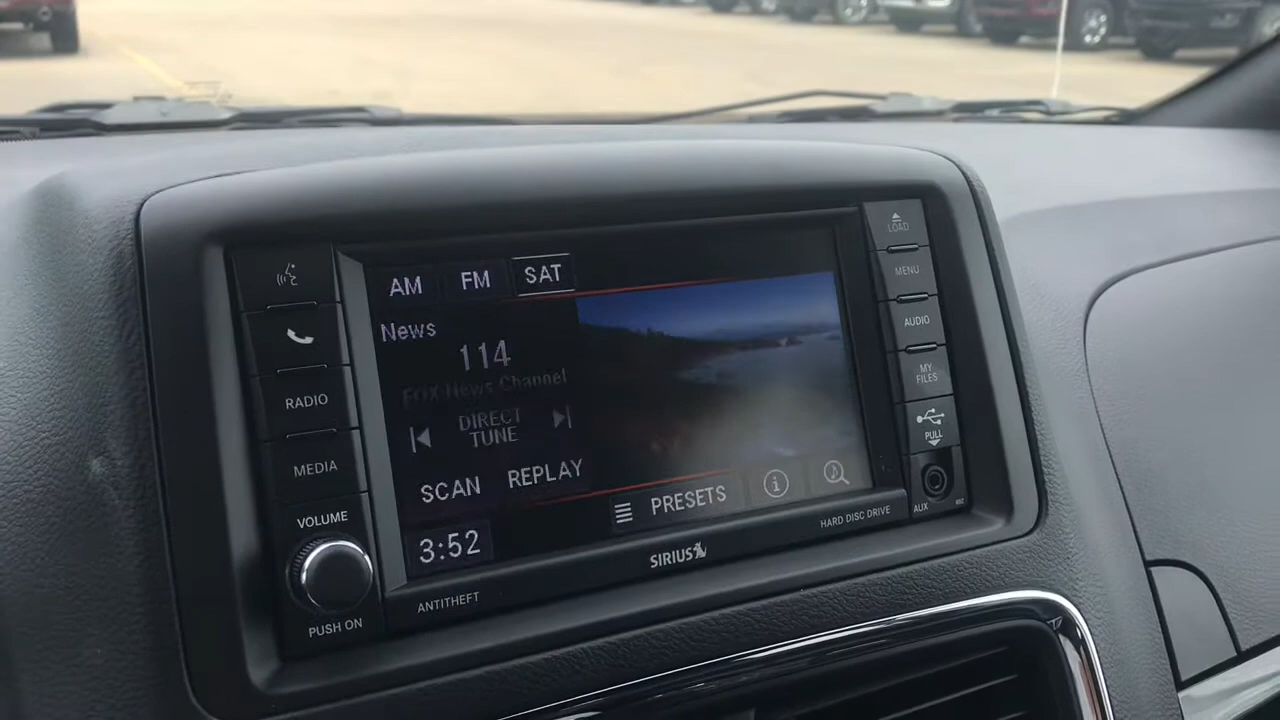 AM FM SAT
News
114
FOX News Channel
DIRECT
TUNE
SCAN REPLAY
PRESETS
3:52
RADIO
MEDIA
VOLUME
PUSH ON
ANTITHEFT
SIRIUS
HARD DISC DRIVE
LOAD
MENU
AUDIO
MY
FILES
PULL
AUX